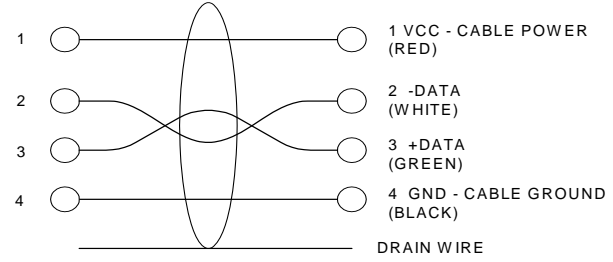 1
1 VCC - CABLE POWER
(RED)
2
2 -DATA
(WHITE)
3
3 +DATA
(GREEN)
4
4 GND - CABLE GROUND
(BLACK)
DRAIN WIRE